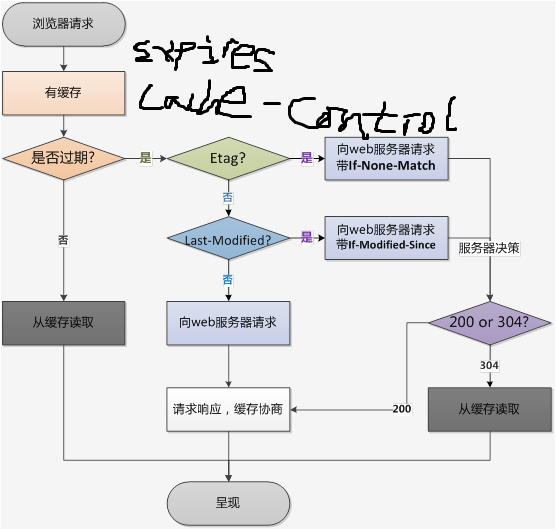 浏览器请求
expires
有缓存
cache-control
是否过期?
是
Etag?
是
向web服务器请求
带If-None-Match
否
否
Last-Modified?
是
向web服务器请求
带If-Modified-Since
服务器决策
否
从缓存读取
向web服务器请求
200 or 304?
304
请求响应，缓存协商
200
从缓存读取
呈现